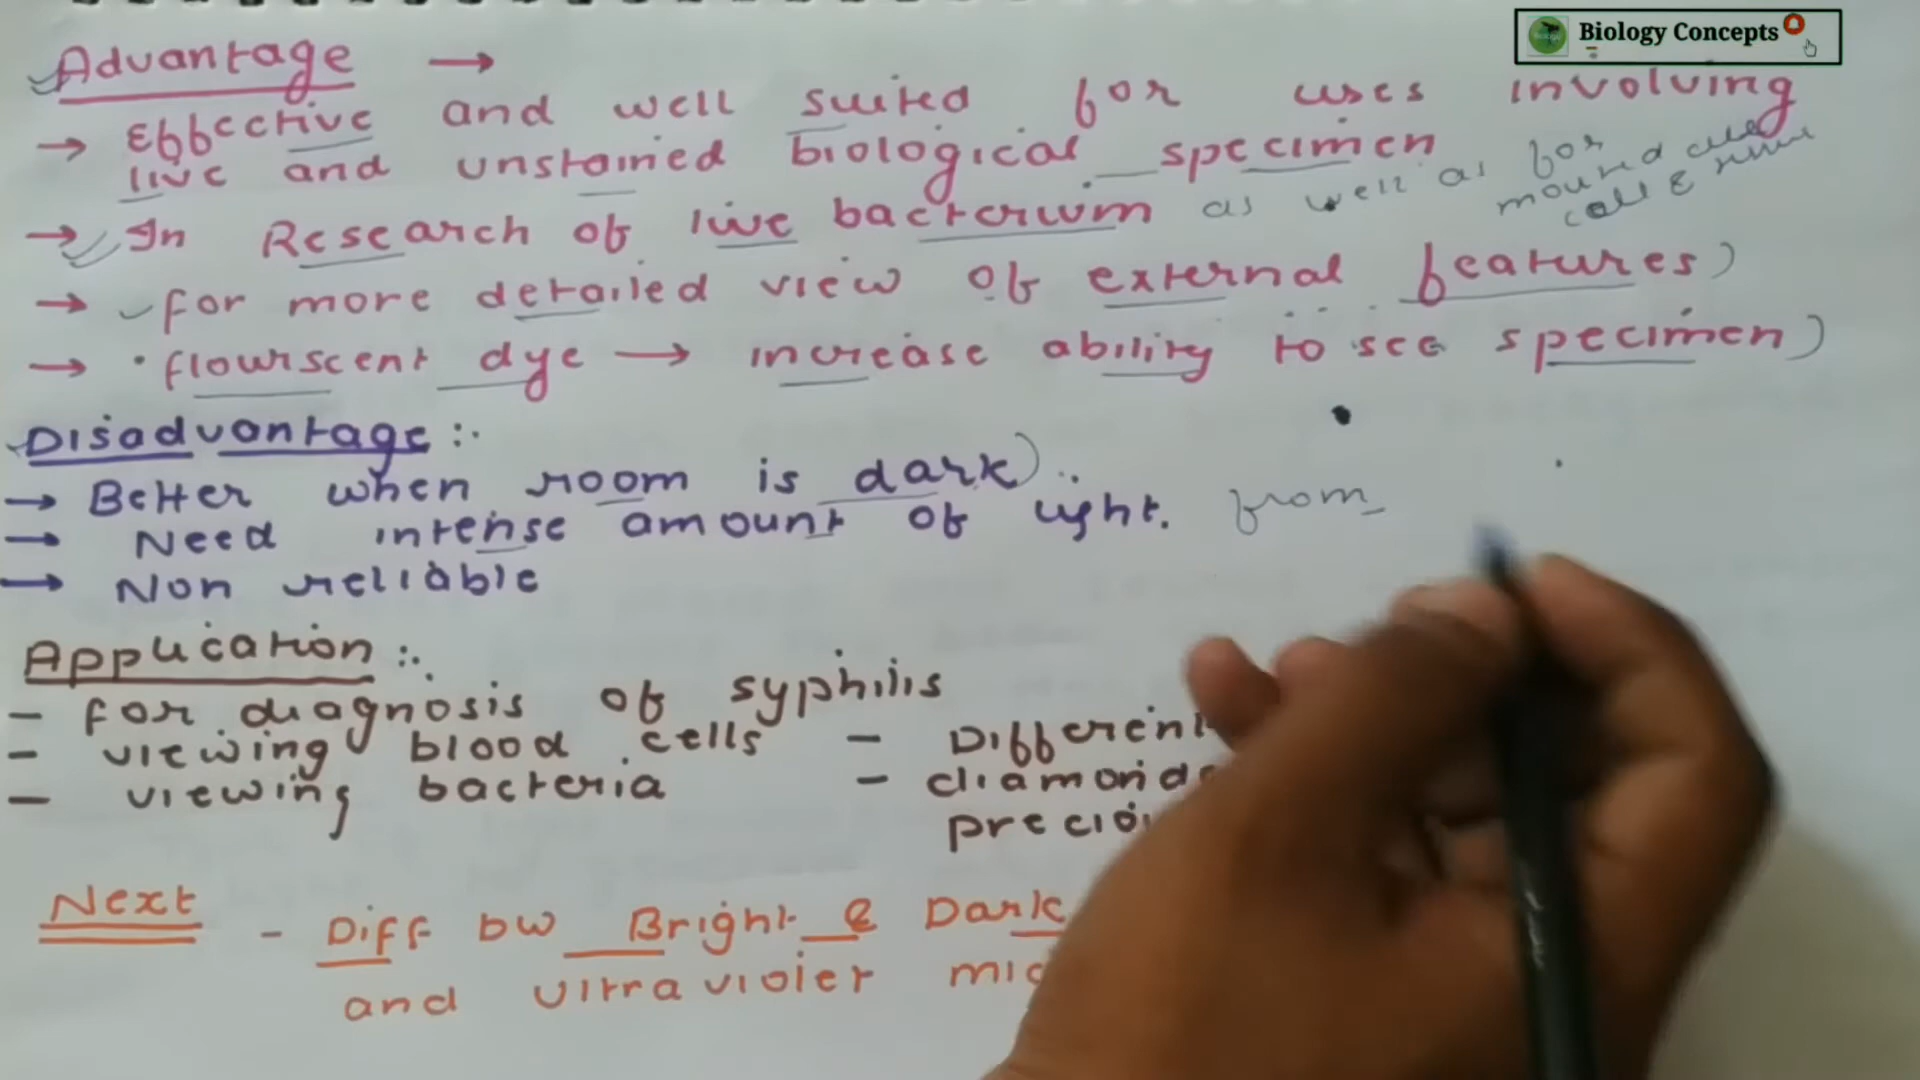 Biology Concepts
Advantage →
→ Effective and well suited for uses involving
live and unstained biological specimen
→ In Research of live bacterium as well as for
mounted cell
→ for more detailed view of external features)
→ • flourscent dye → increase ability to see specimen)
Disadvantage :-
→ Better when room is dark)..
→ Need intense amount of light. from
→ Non reliable
Application :-
- for diagnosis of syphilis
- viewing blood cells
- viewing bacteria
- Different
- diamonds
Next - Diff bw Bright & Dark
and ultraviolet mic